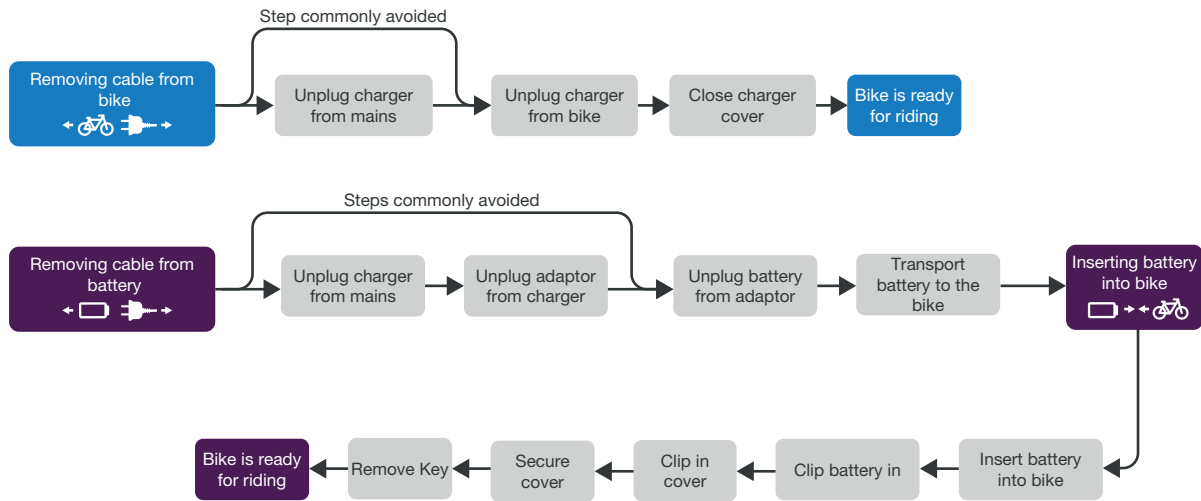 Step commonly avoided
Removing cable from
bike
Unplug charger
from mains
Unplug charger
from bike
Close charger
cover
Bike is ready
for riding
Steps commonly avoided
Removing cable from
battery
Unplug charger
from mains
Unplug adaptor
from charger
Unplug battery
from adaptor
Transport
battery to the
bike
Inserting battery
into bike
Bike is ready
for riding
Remove Key
Secure
cover
Clip in
cover
Clip battery in
Insert battery
into bike